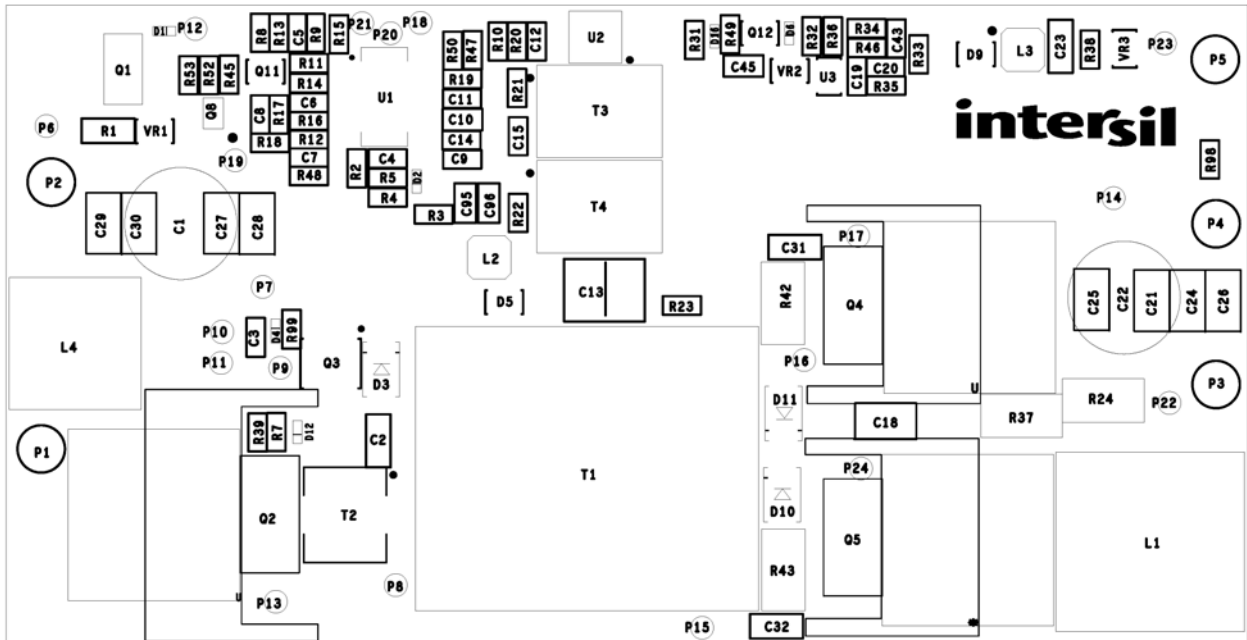 D1 P12
R8
R13
C5
R9
R15
P21
P20
P18
R50
R47
R10
R20
C12
U2
R31
D16
R49
Q12
D6
R32
R36
R34
R46
C43
R33
D9
L3
C23
R38
VR3
P23
P5
Q1
R53
R52
R45
Q11
R11
R14
U1
R19
R21
C45
VR2
U3
C19
C20
R35
Q8
C8
R17
C6
R16
C11
C10
T3
intersil
P6
R1
VR1
R18
R12
C14
C15
P19
C7
R48
R2
C4
R5
R4
D2
C9
R98
P2
R3
C95
C96
R22
T4
P14
C29
C30
C1
C27
C28
L2
P17
P4
C31
P7
D5
C13
R23
R42
Q4
C25
C22
C21
C24
C26
L4
P10
P11
C3
D4
R99
P9
Q3
D3
P16
P3
U
D11
R24
P22
P1
R39
R7
D12
C2
C18
R37
T1
P24
Q2
T2
D10
Q5
L1
R43
P8
U
P13
P15
C32